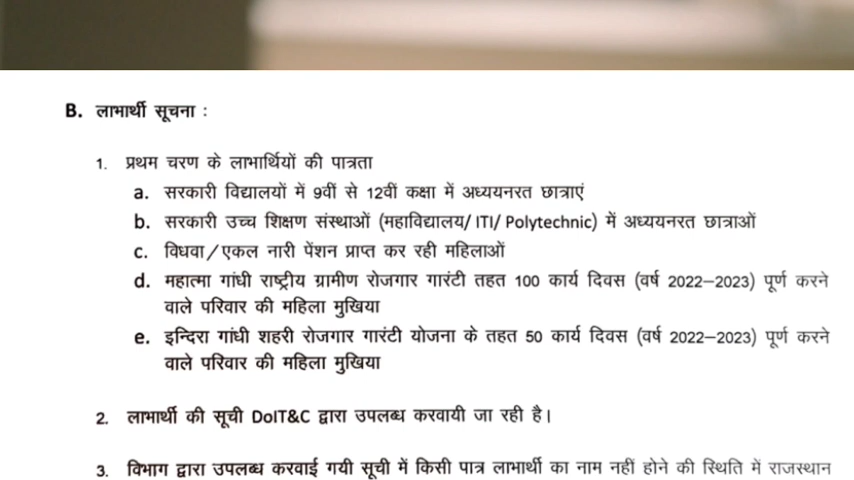 B. लाभार्थी सूचना :
1. प्रथम चरण के लाभार्थियों की पात्रता
a. सरकारी विद्यालयों में 9वीं से 12वीं कक्षा में अध्ययनरत छात्राएं
b. सरकारी उच्च शिक्षण संस्थाओं (महाविद्यालय/ ITI/ Polytechnic) में अध्ययनरत छात्राओं
c. विधवा/एकल नारी पेंशन प्राप्त कर रही महिलाओं
d. महात्मा गांधी राष्ट्रीय ग्रामीण रोजगार गारंटी तहत 100 कार्य दिवस (वर्ष 2022–2023) पूर्ण करने
वाले परिवार की महिला मुखिया
e. इन्दिरा गांधी शहरी रोजगार गारंटी योजना के तहत 50 कार्य दिवस (वर्ष 2022–2023) पूर्ण करने
वाले परिवार की महिला मुखिया
2. लाभार्थी की सूची DoIT&C द्वारा उपलब्ध करवायी जा रही है।
3. विभाग द्वारा उपलब्ध करवाई गयी सूची में किसी पात्र लाभार्थी का नाम नहीं होने की स्थिति में राजस्थान